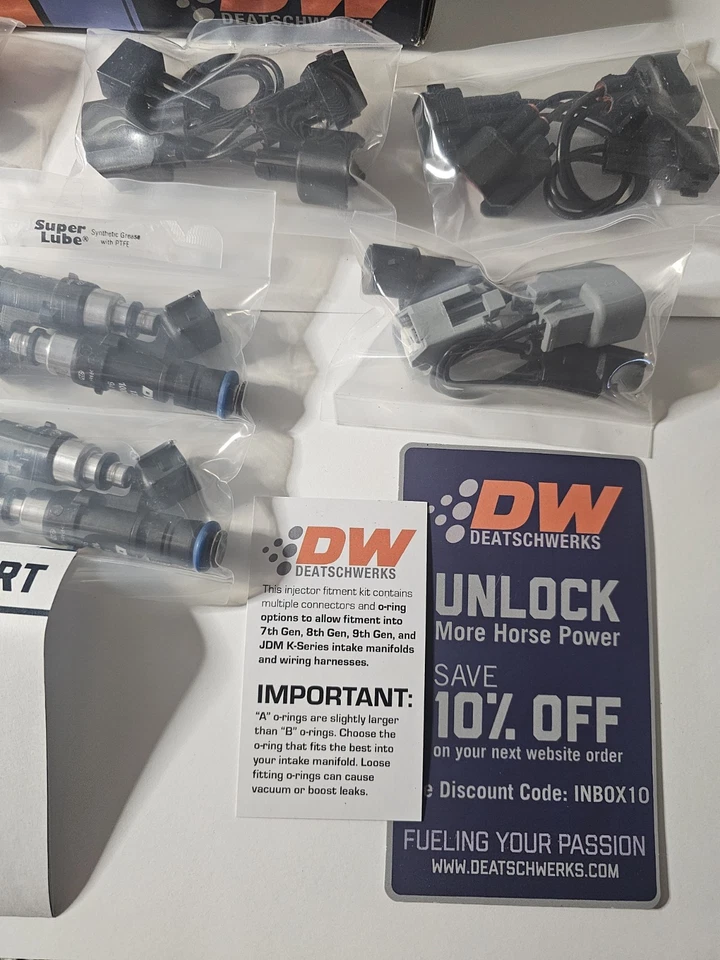 DW
DEATSCHWERKS
Super
Lube®
Synthetic Grease
with PTFE
RT
DW
DEATSCHWERKS
This injector fitment kit contains
multiple connectors and o-ring
options to allow fitment into
7th Gen, 8th Gen, 9th Gen, and
JDM K-Series intake manifolds
and wiring harnesses.
IMPORTANT:
"A" o-rings are slightly larger
than "B" o-rings. Choose the
o-ring that fits the best into
your intake manifold. Loose
fitting o-rings can cause
vacuum or boost leaks.
DW
DEATSCHWERKS
UNLOCK
More Horse Power
SAVE
10% OFF
on your next website order
e Discount Code: INBOX10
FUELING YOUR PASSION
WWW.DEATSCHWERKS.COM